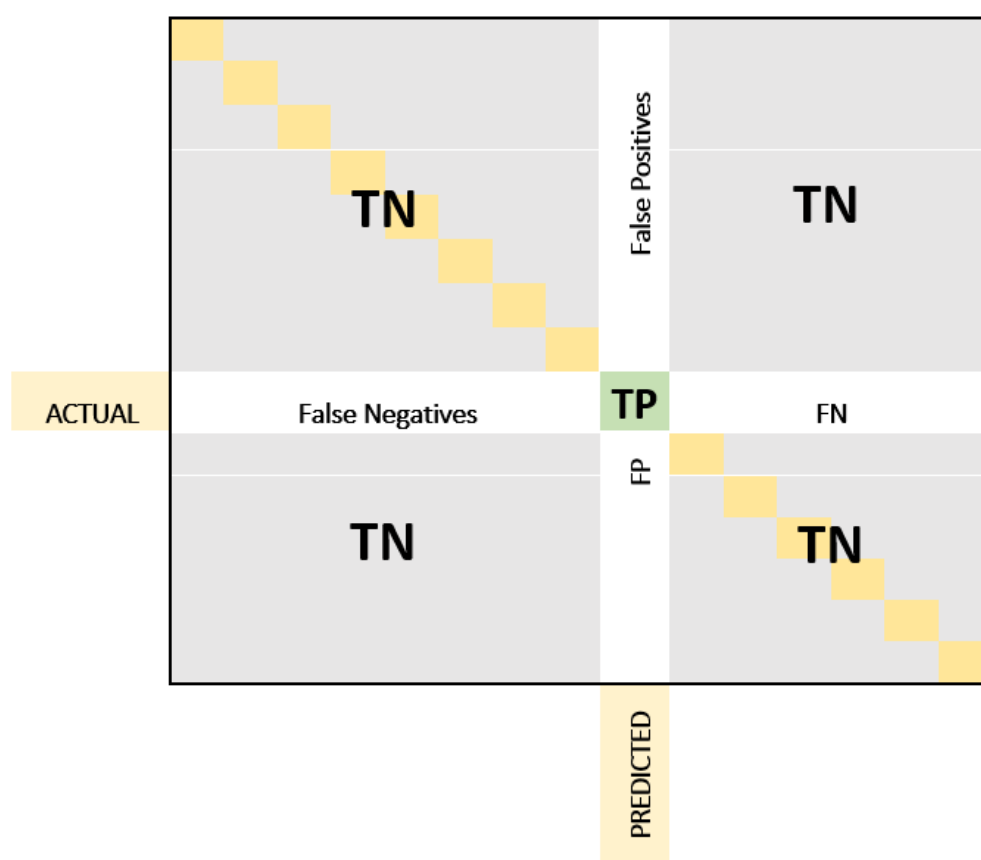 False Positives
TN
TN
ACTUAL
False Negatives
TP
FN
FP
TN
TN
PREDICTED